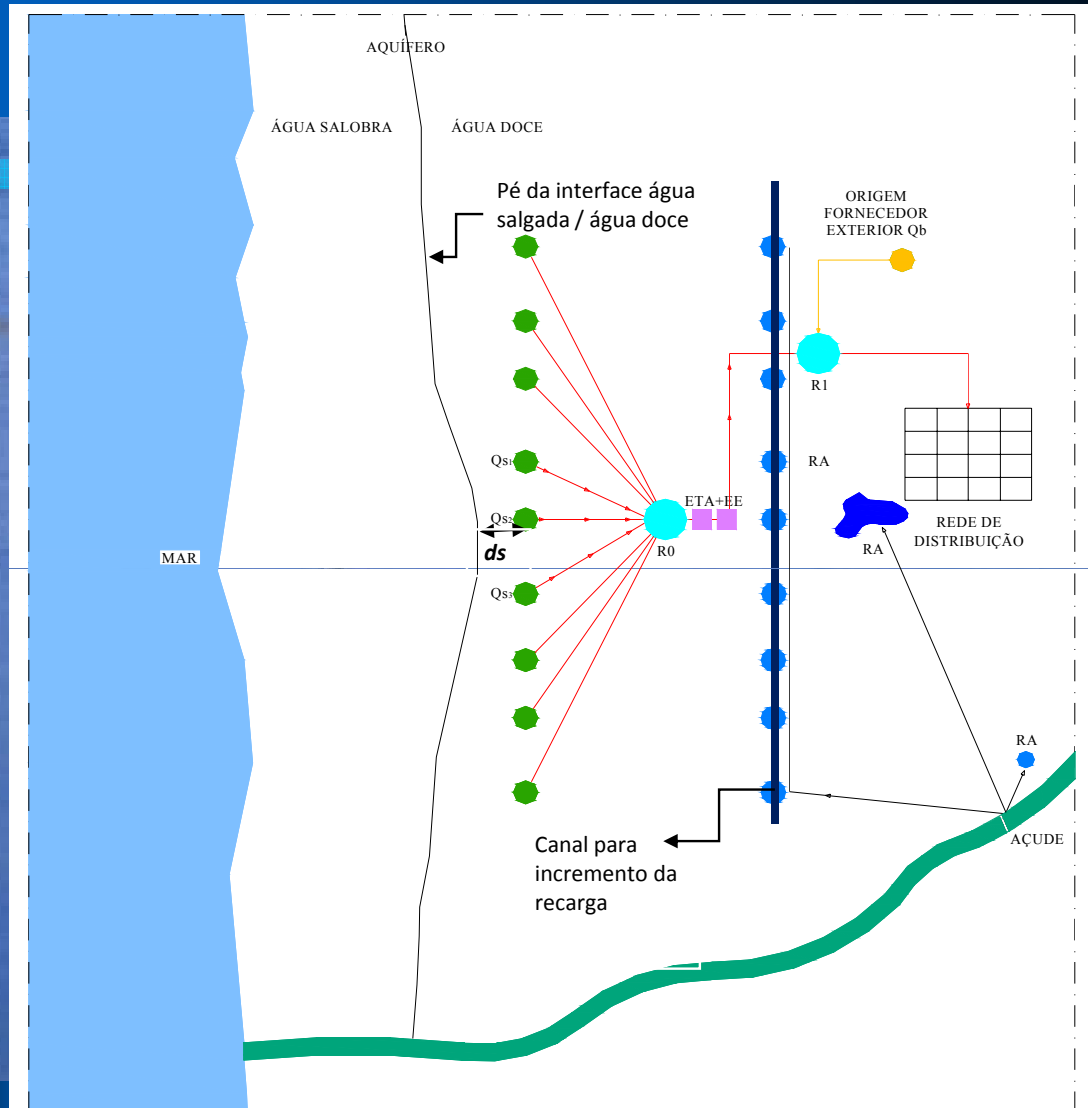 AQUÍFERO
ÁGUA SALOBRA
ÁGUA DOCE
Pé da interface água
salgada / água doce
ORIGEM
FORNECEDOR
EXTERIOR Qb
R1
Qs1
RA
ETA+EE
Qs2
ds
R0
REDE DE
DISTRIBUIÇÃO
RA
MAR
Qs3
RA
Canal para
incremento da
recarga
AÇUDE